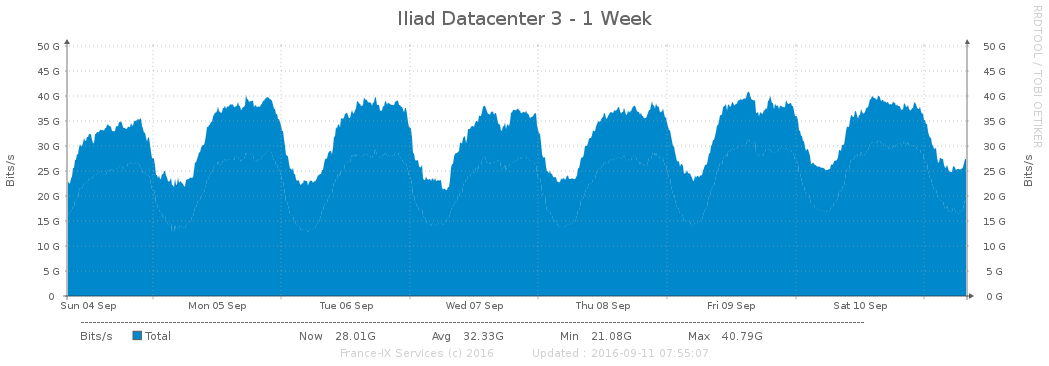 Iliad Datacenter 3 - 1 Week
RRDTOOL / TOBI OETIKER
Bits/s
50 G 50 G
45 G 45 G
40 G 40 G
35 G 35 G
30 G 30 G
25 G 25 G
20 G 20 G
15 G 15 G
10 G 10 G
5 G 5 G
0 0 G
Bits/s
Sun 04 Sep Mon 05 Sep Tue 06 Sep Wed 07 Sep Thu 08 Sep Fri 09 Sep Sat 10 Sep
Bits/s Total Now 28.01G Avg 32.33G Min 21.08G Max 40.79G
France-IX Services (c) 2016 Updated : 2016-09-11 07:55:07